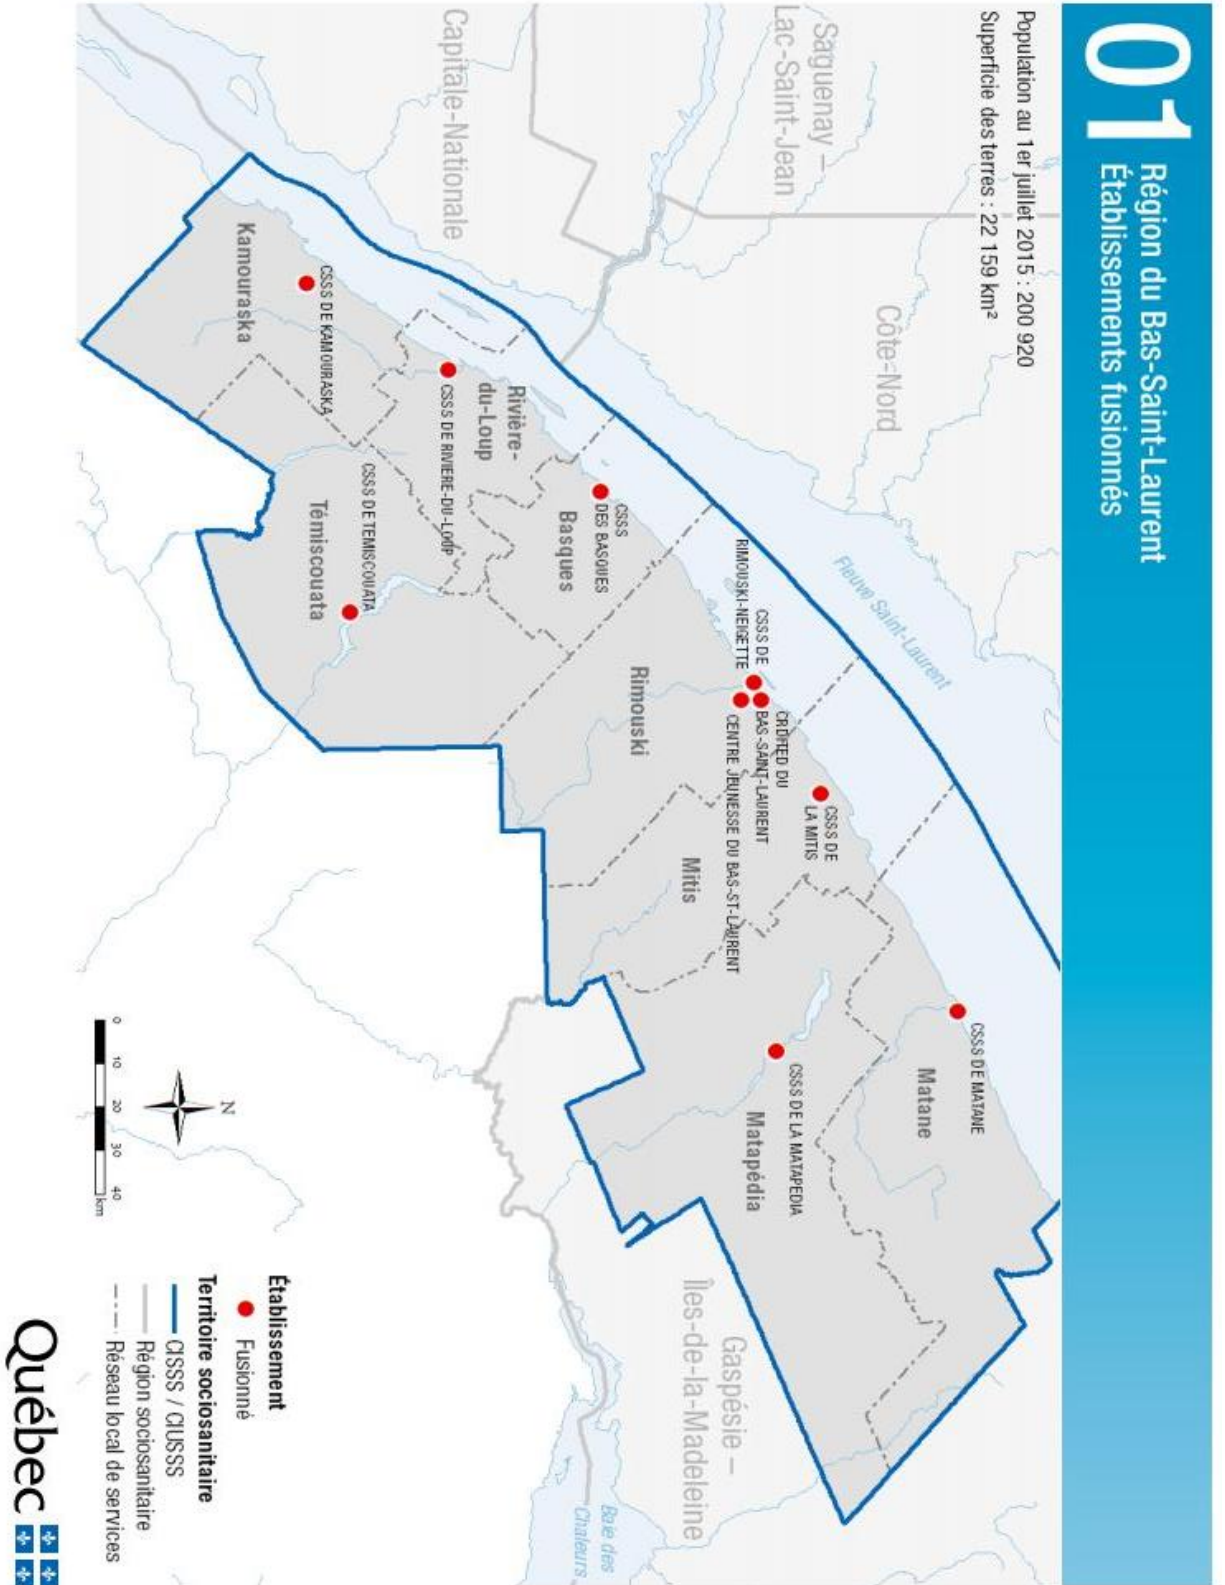 01
Région du Bas-Saint-Laurent
Établissements fusionnés
Population au 1er juillet 2015 : 200 920
Superficie des terres : 22 159 km²
Saguenay –
Lac-Saint-Jean
Côte-Nord
Capitale-Nationale
Fleuve Saint-Laurent
CSSS DE MATANE
Matane
CSSS DE
LA MITIS
CSSS DE LA MATAPEDIA
Matapédia
CRDITED DU
BAS-SAINT-LAURENT
CSSS DE
RIMOUSKI-NEIGETTE
CENTRE JEUNESSE DU BAS-ST-LAURENT
Mitis
Rimouski
CSSS
DES BASQUES
Basques
Rivière-
du-Loup
CSSS DE RIVIERE-DU-LOUP
CSSS DE TEMISCOUATA
Témiscouata
CSSS DE KAMOURASKA
Kamouraska
Gaspésie –
Îles-de-la-Madeleine
Baie des
Chaleurs
N
0 10 20 30 40
km
Établissement
Fusionné
Territoire sociosanitaire
CISSS / CIUSSS
Région sociosanitaire
Réseau local de services
Québec